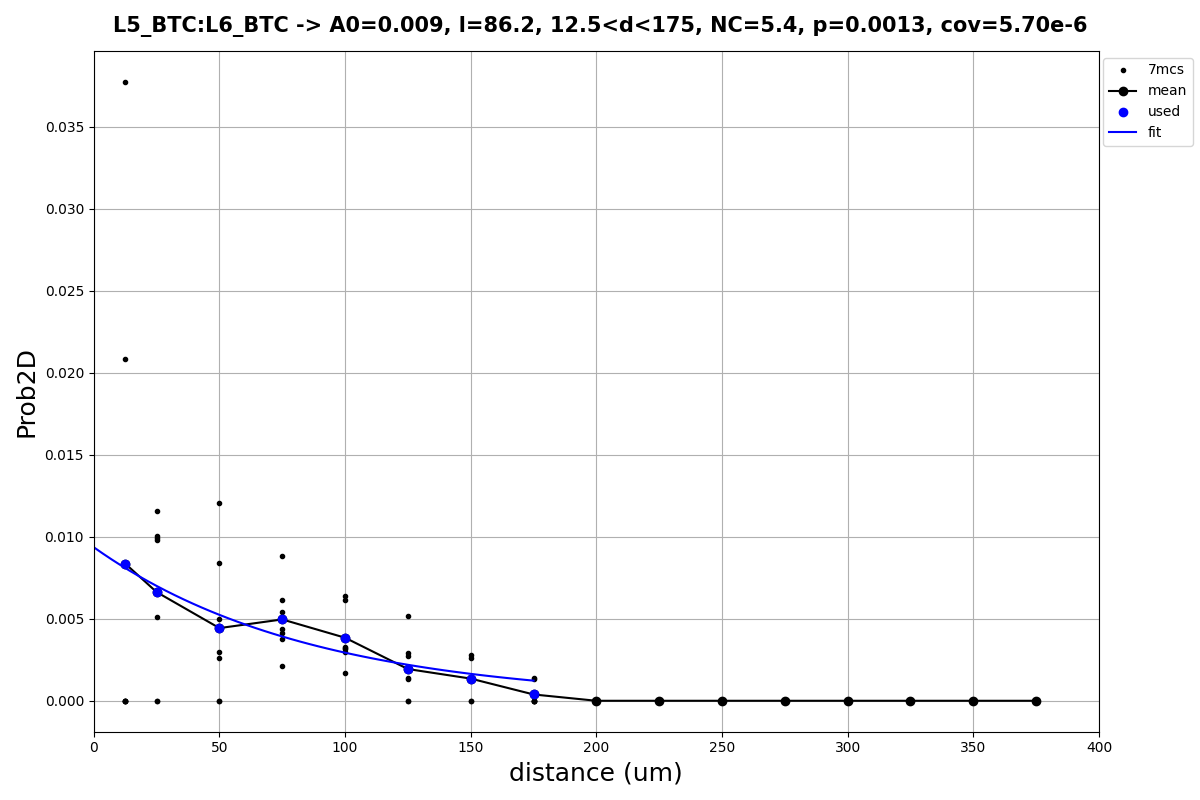 L5_BTC:L6_BTC -> A0=0.009, l=86.2, 12.5<d<175, NC=5.4, p=0.0013, cov=5.70e-6
7mcs
mean
used
fit
Prob2D
0.035
0.030
0.025
0.020
0.015
0.010
0.005
0.000
0
50
100
150
200
250
300
350
400
distance (um)